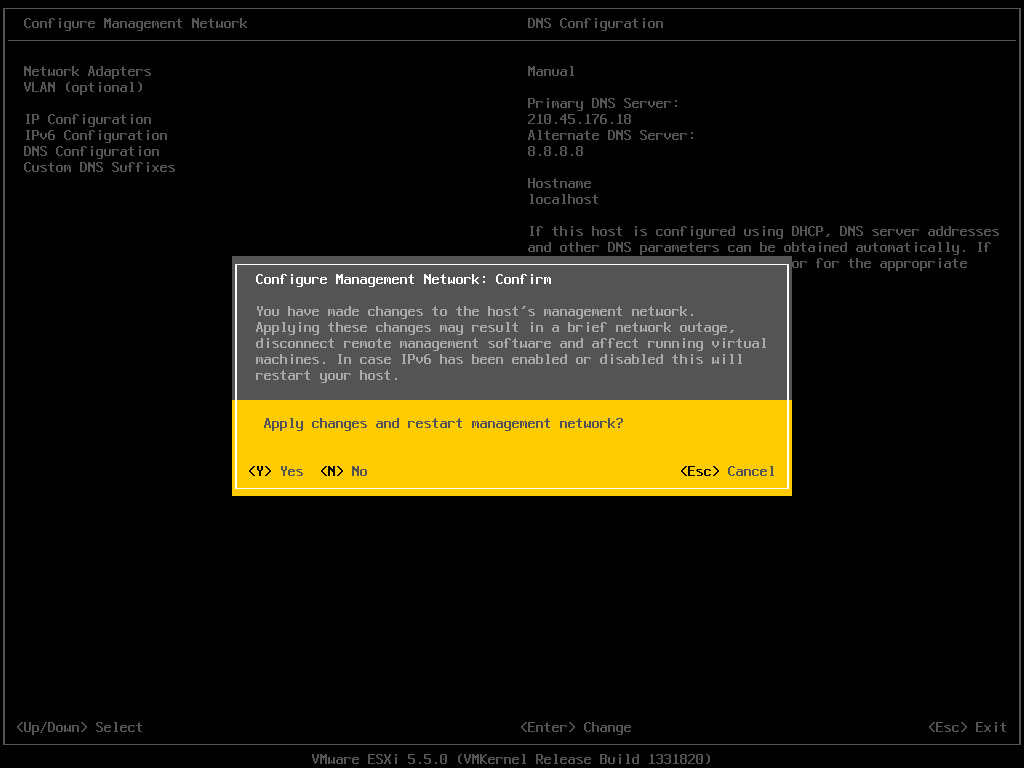 Configure Management Network
DNS Configuration
Network Adapters
VLAN (optional)
IP Configuration
IPv6 Configuration
DNS Configuration
Custom DNS Suffixes
Manual
Primary DNS Server:
210.45.176.18
Alternate DNS Server:
8.8.8.8
Hostname
localhost
If this host is configured using DHCP, DNS server addresses
and other DNS parameters can be obtained automatically. If
or for the appropriate
Configure Management Network: Confirm
You have made changes to the host's management network.
Applying these changes may result in a brief network outage,
disconnect remote management software and affect running virtual
machines. In case IPv6 has been enabled or disabled this will
restart your host.
Apply changes and restart management network?
<Y> Yes <N> No <Esc> Cancel
<Up/Down> Select <Enter> Change <Esc> Exit
VMware ESXi 5.5.0 (VMKernel Release Build 1331820)